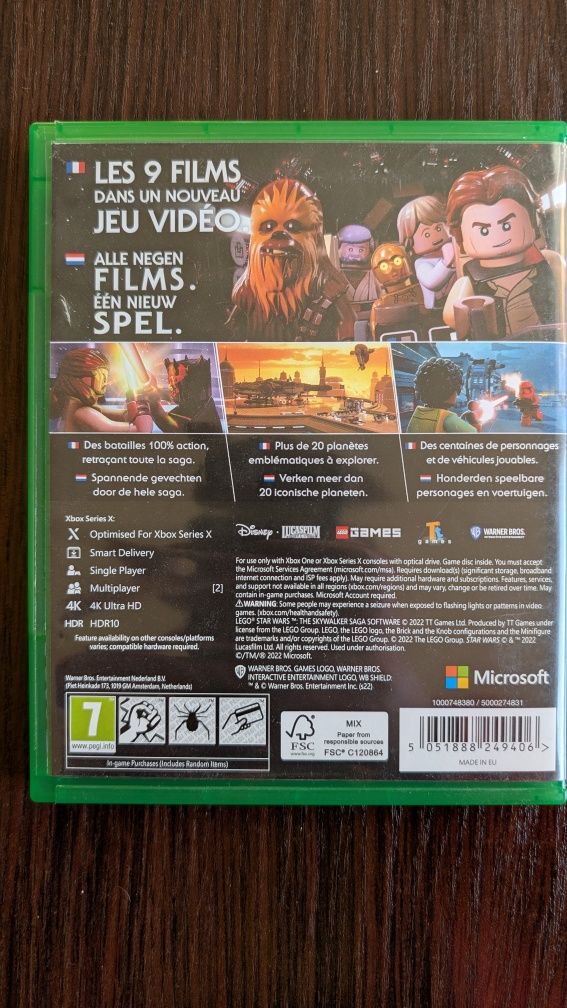 LES 9 FILMS
DANS UN NOUVEAU
JEU VIDÉO.
ALLE NEGEN
FILMS.
ÉÉN NIEUW
SPEL.
Des batailles 100% action,
retraçant toute la saga.
Spannende gevechten
door de hele saga.
Plus de 20 planètes
emblématiques à explorer.
Verken meer dan
20 iconische planeten.
Des centaines de personnages
et de véhicules jouables.
Honderden speelbare
personages en voertuigen.
Xbox Series X:
X Optimised For Xbox Series X
Smart Delivery
Single Player
Multiplayer [2]
4K 4K Ultra HD
HDR HDR10
Feature availability on other consoles/platforms
varies; compatible hardware required.
Disney · LUCASFILM
LEGO GAMES
Tt games
WARNER BROS.
For use only with Xbox One or Xbox Series X consoles with optical drive. Game disc inside. You must accept
the Microsoft Services Agreement (microsoft.com/msa). Requires download(s) (significant storage, broadband
internet connection and ISP fees apply). May require additional hardware and subscriptions. Features, services,
and support not available in all regions (xbox.com/regions) and may vary, change or be retired over time. May
contain in-game purchases. Microsoft Account required.
⚠WARNING: Some people may experience a seizure when exposed to flashing lights or patterns in video
games. (xbox.com/healthandsafety).
LEGO® STAR WARS™: THE SKYWALKER SAGA SOFTWARE © 2022 TT Games Ltd. Produced by TT Games under
license from the LEGO Group. LEGO, the LEGO logo, the Brick and the Knob configurations and the Minifigure
are trademarks and/or copyrights of the LEGO Group. © 2022 The LEGO Group. STAR WARS © & ™ 2022
Lucasfilm Ltd. All rights reserved. Used under authorisation.
©/TM/® 2022 Microsoft.
WARNER BROS. GAMES LOGO, WARNER BROS.
INTERACTIVE ENTERTAINMENT LOGO, WB SHIELD:
™ & © Warner Bros. Entertainment Inc. (s22)
Microsoft
Warner Bros. Entertainment Nederland B.V.
(Piet Heinkade 173, 1019 GM Amsterdam, Netherlands)
7
www.pegi.info
In-game Purchases (Includes Random Items)
FSC
www.fsc.org
MIX
Paper from
responsible sources
FSC® C120864
1000748380 / 5000274831
5 051888 249406 >
MADE IN EU